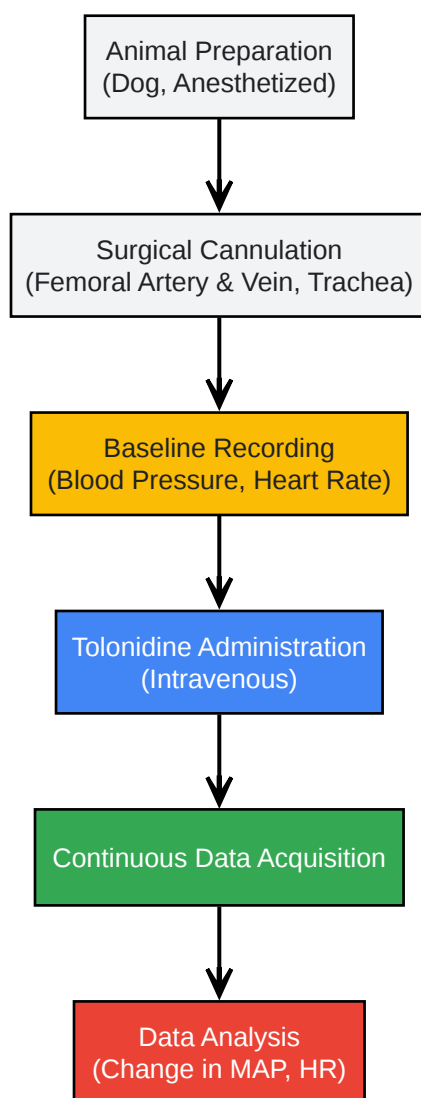 Animal Preparation
(Dog, Anesthetized)
Surgical Cannulation
(Femoral Artery & Vein, Trachea)
Baseline Recording
(Blood Pressure, Heart Rate)
Tolonidine Administration
(Intravenous)
Continuous Data Acquisition
Data Analysis
(Change in MAP, HR)